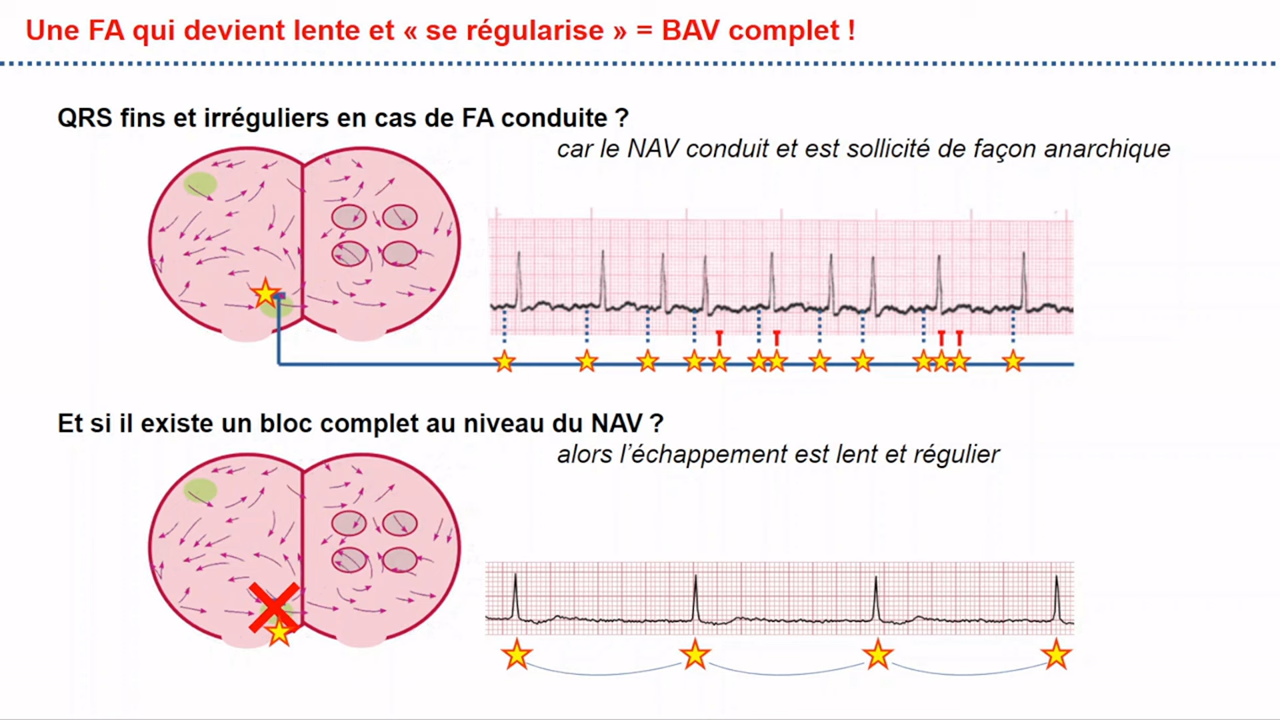 Une FA qui devient lente et « se régularise » = BAV complet !
QRS fins et irréguliers en cas de FA conduite ?
car le NAV conduit et est sollicité de façon anarchique
Et si il existe un bloc complet au niveau du NAV ?
alors l'échappement est lent et régulier